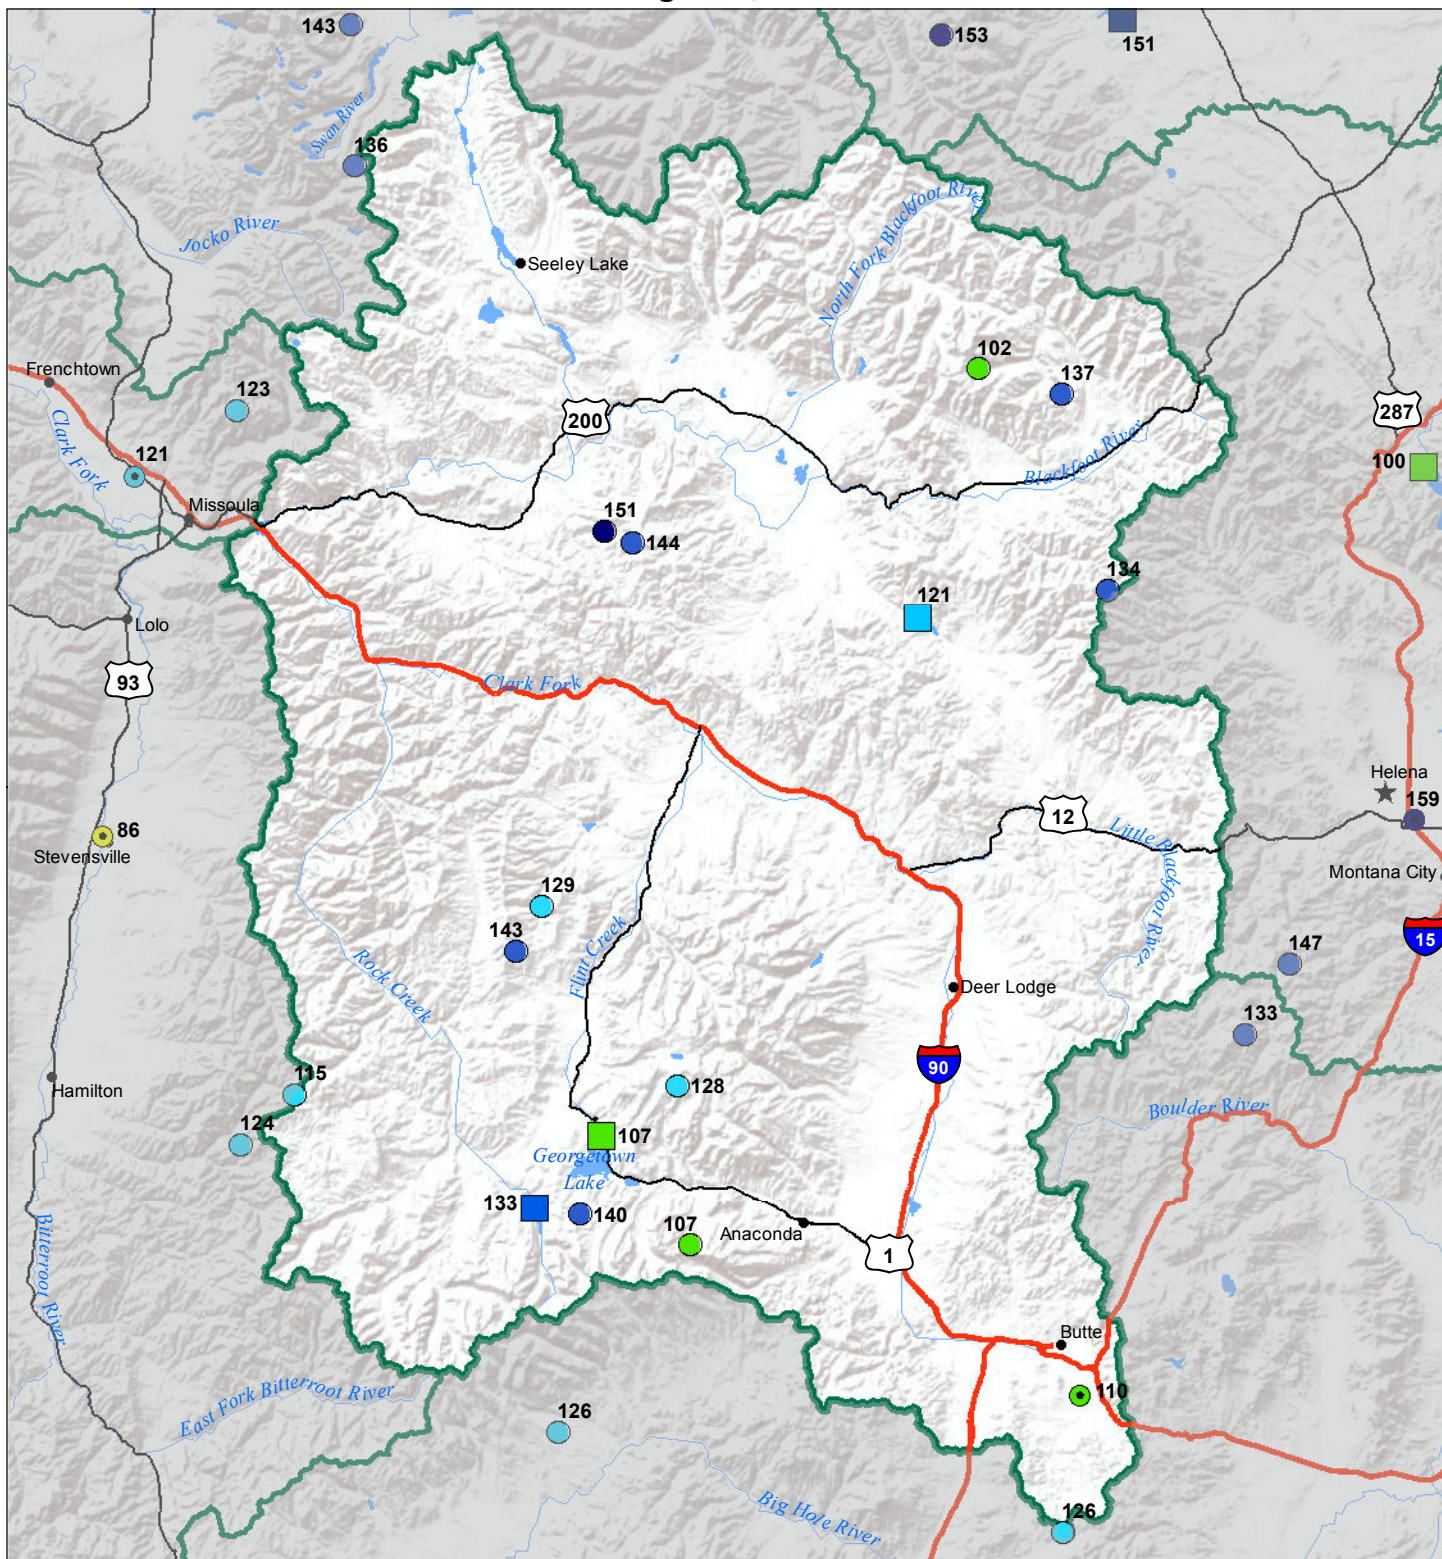 143
153
151
Swan River
136
Jocko River
North Fork Blackfoot River
Seeley Lake
102
137
Frenchtown
123
200
287
Clark Fork
121
Blackfoot River
100
Missoula
151
144
134
121
Lolo
93
Clark Fork
Helena
159
12
Little Blackfoot River
86
Stevensville
Montana City
129
143
Flint Creek
15
Rock Creek
147
Deer Lodge
133
90
Hamilton
115
128
Boulder River
124
107
Georgetown
Lake
133
140
107
Anaconda
1
Bitterroot River
Butte
East Fork Bitterroot River
110
126
Big Hole River
126